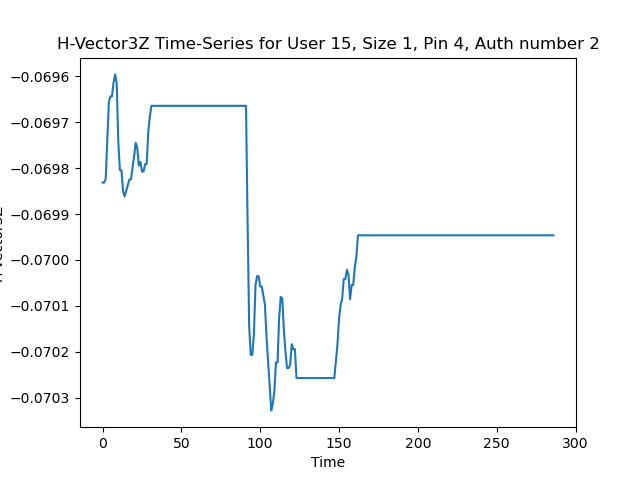 H-Vector3Z Time-Series for User 15, Size 1, Pin 4, Auth number 2
−0.0696
−0.0697
−0.0698
−0.0699
−0.0700
−0.0701
−0.0702
−0.0703
0 50 100 150 200 250 300
Time